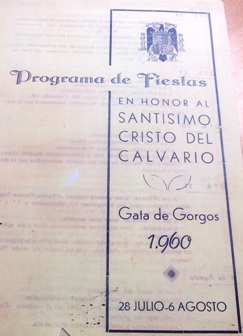 Programa de Fiestas
EN HONOR AL
SANTISIMO
CRISTO DEL
CALVARIO
Gata de Gorgos
1.960
28 JULIO-6 AGOSTO